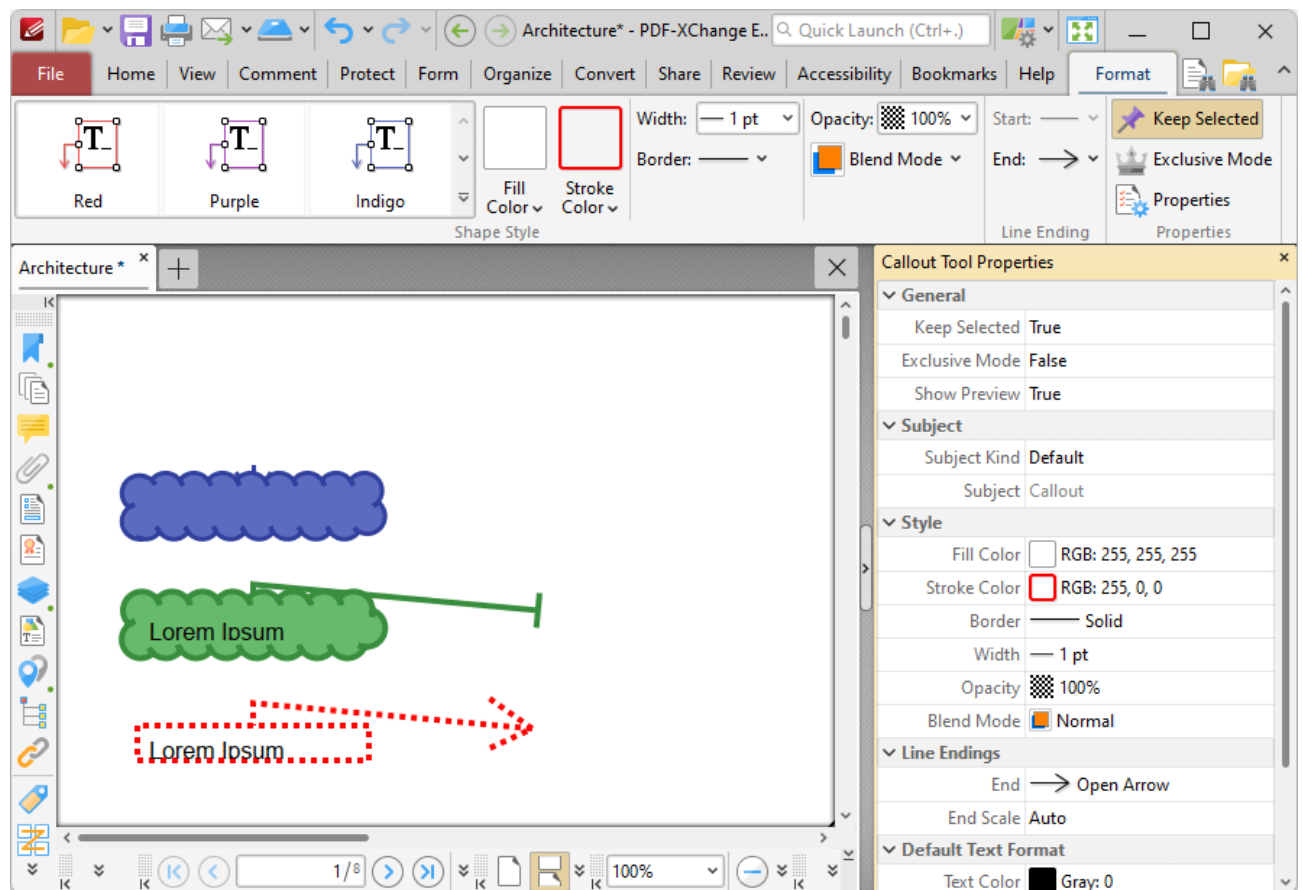 Architecture* - PDF-XChange E.. Quick Launch (Ctrl+.)
File Home View Comment Protect Form Organize Convert Share Review Accessibility Bookmarks Help Format
T_ T_ T_
Red Purple Indigo
Fill Color Stroke Color
Width: 1 pt
Border:
Opacity: 100%
Blend Mode
Start:
End:
Keep Selected
Exclusive Mode
Properties
Shape Style Line Ending Properties
Architecture *
Lorem Ipsum
Lorem Ipsum
1/8 100%
Callout Tool Properties
General
Keep Selected True
Exclusive Mode False
Show Preview True
Subject
Subject Kind Default
Subject Callout
Style
Fill Color RGB: 255, 255, 255
Stroke Color RGB: 255, 0, 0
Border Solid
Width 1 pt
Opacity 100%
Blend Mode Normal
Line Endings
End Open Arrow
End Scale Auto
Default Text Format
Text Color Gray: 0